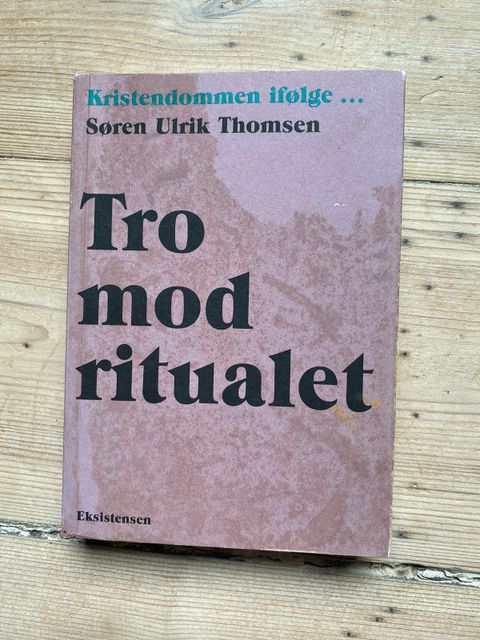 Kristendommen ifølge ...
Søren Ulrik Thomsen
Tro
mod
ritualet
Eksistensen